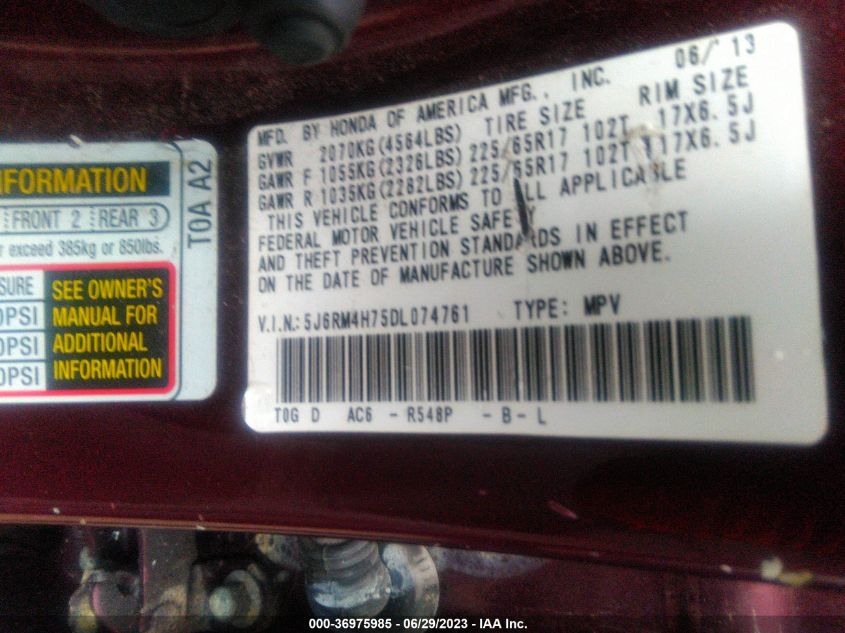 NFORMATION
FRONT 2 REAR 3
r exceed 385kg or 850lbs.
SURE
0PSI
0PSI
0PSI
SEE OWNER'S
MANUAL FOR
ADDITIONAL
INFORMATION
T0A A2
06/ 13
MFD. BY HONDA OF AMERICA MFG., INC.
GVWR 2070KG(4564LBS) TIRE SIZE RIM SIZE
GAWR F 1055KG(2326LBS) 225/65R17 102T 17X6.5J
GAWR R 1035KG(2282LBS) 225/65R17 102T 17X6.5J
THIS VEHICLE CONFORMS TO ALL APPLICABLE
FEDERAL MOTOR VEHICLE SAFETY
AND THEFT PREVENTION STANDARDS IN EFFECT
ON THE DATE OF MANUFACTURE SHOWN ABOVE.
V.I.N.: 5J6RM4H75DL074761 TYPE: MPV
T0G D AC6 - R548P - B - L
000-36975985 - 06/29/2023 - IAA Inc.